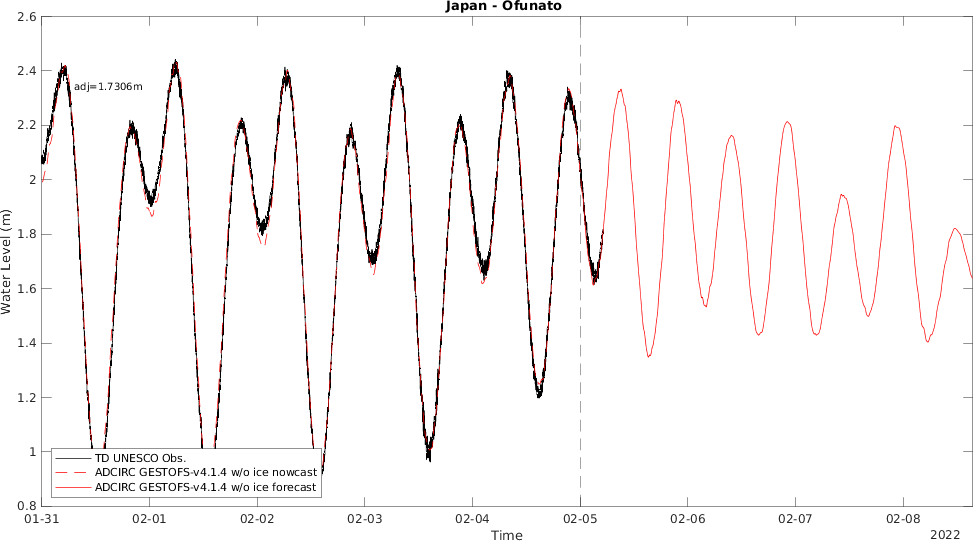 Japan - Ofunato
2.6
2.4
adj=1.7306m
2.2
2
1.8
Water Level (m)
1.6
1.4
1.2
1
0.8
TD UNESCO Obs.
ADCIRC GESTOFS-v4.1.4 w/o ice nowcast
ADCIRC GESTOFS-v4.1.4 w/o ice forecast
01-31 02-01 02-02 02-03 02-04 02-05 02-06 02-07 02-08
Time
2022